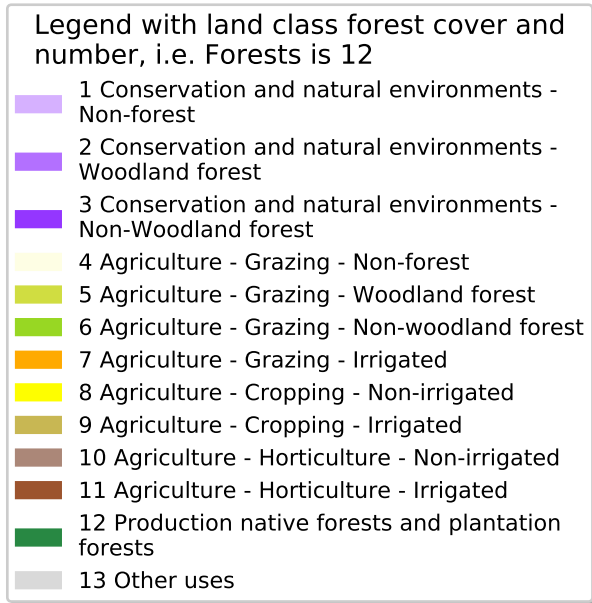 Legend with land class forest cover and
number, i.e. Forests is 12
1 Conservation and natural environments -
Non-forest
2 Conservation and natural environments -
Woodland forest
3 Conservation and natural environments -
Non-Woodland forest
4 Agriculture - Grazing - Non-forest
5 Agriculture - Grazing - Woodland forest
6 Agriculture - Grazing - Non-woodland forest
7 Agriculture - Grazing - Irrigated
8 Agriculture - Cropping - Non-irrigated
9 Agriculture - Cropping - Irrigated
10 Agriculture - Horticulture - Non-irrigated
11 Agriculture - Horticulture - Irrigated
12 Production native forests and plantation
forests
13 Other uses